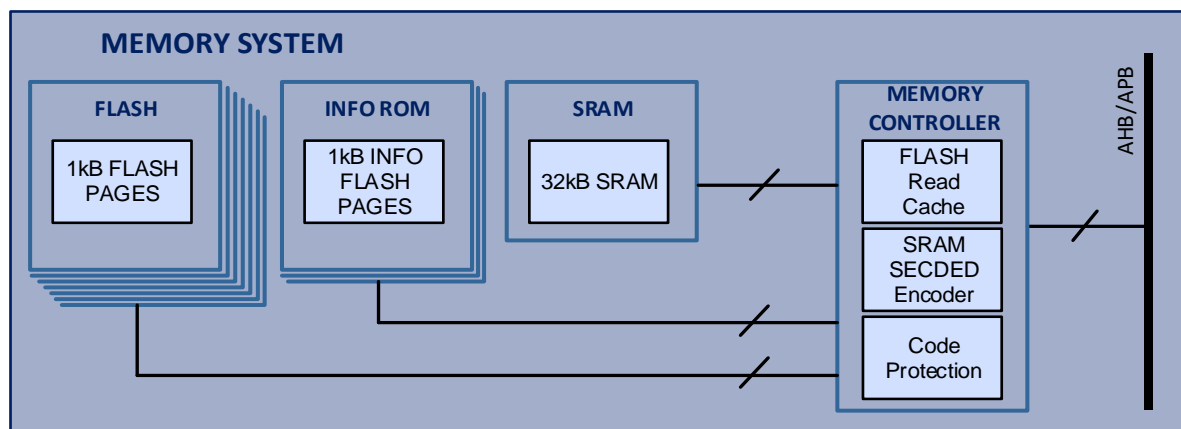 MEMORY SYSTEM
FLASH
1kB FLASH
PAGES
INFO ROM
1kB INFO
FLASH
PAGES
SRAM
32kB SRAM
MEMORY
CONTROLLER
FLASH
Read
Cache
SRAM
SECDED
Encoder
Code
Protection
AHB/APB